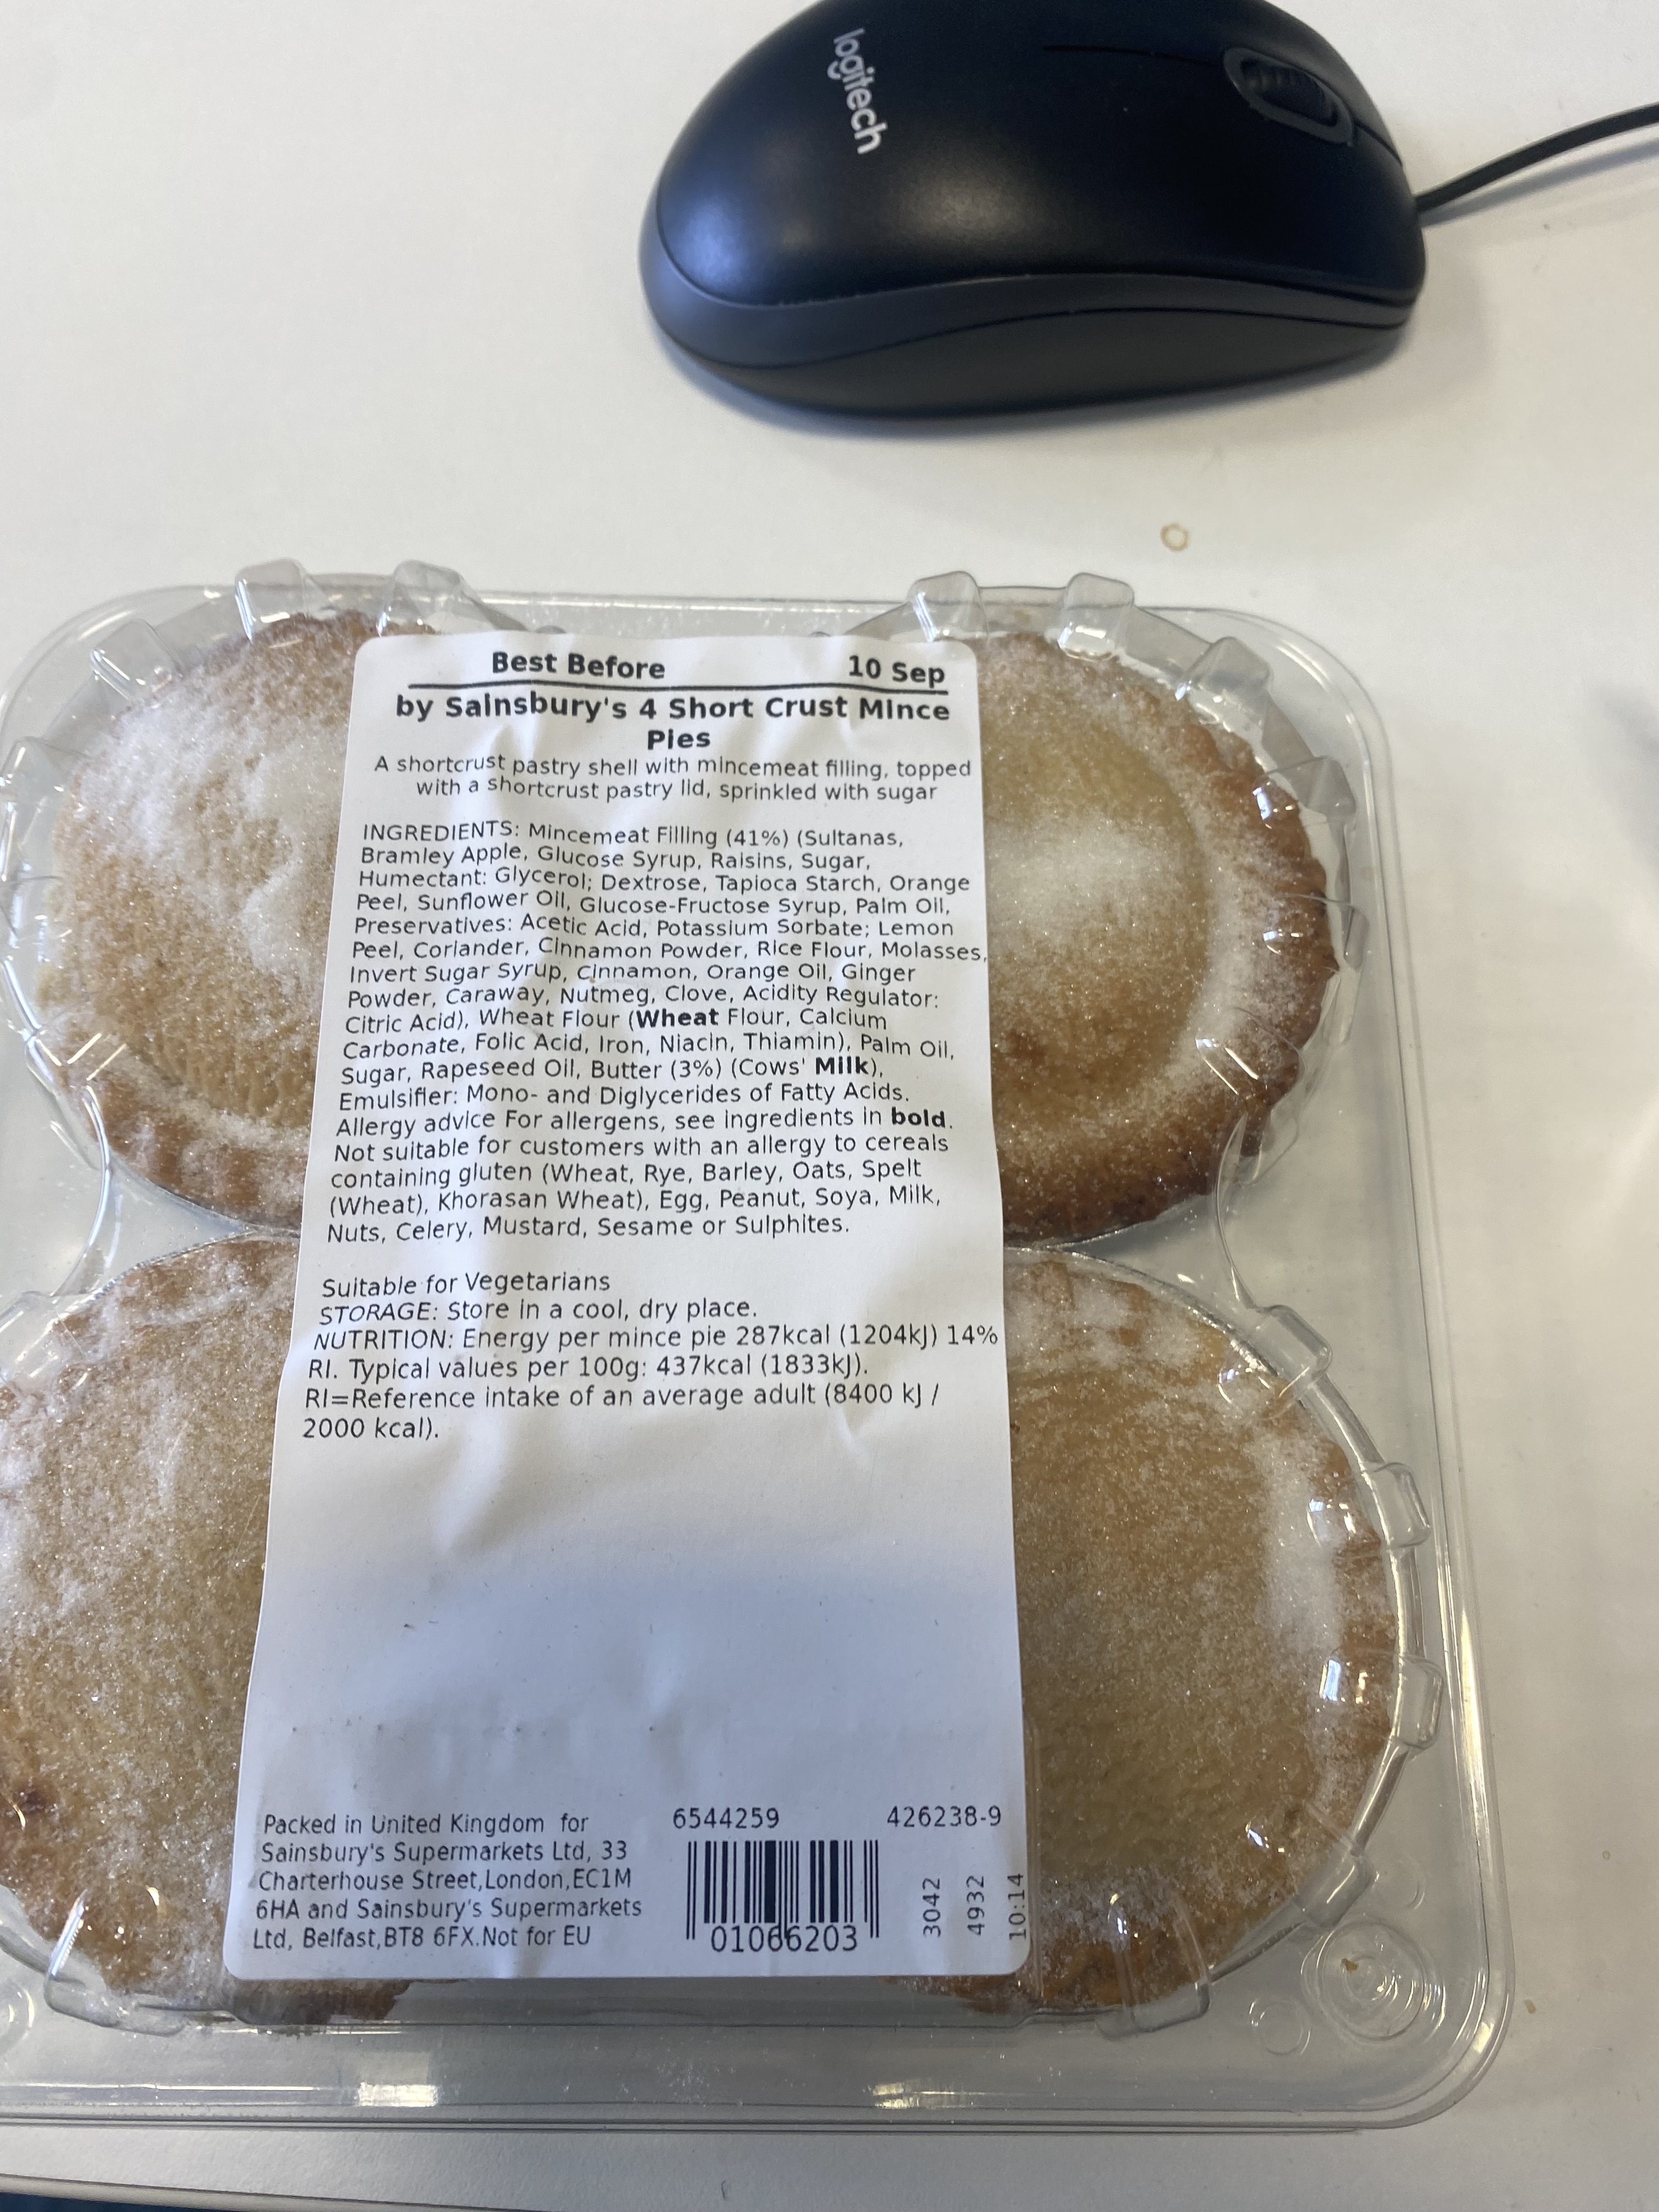 logitech
Best Before 10 Sep
by Sainsbury's 4 Short Crust Mince
Pies
A shortcrust pastry shell with mincemeat filling, topped
with a shortcrust pastry lid, sprinkled with sugar
INGREDIENTS: Mincemeat Filling (41%) (Sultanas,
Bramley Apple, Glucose Syrup, Raisins, Sugar,
Humectant: Glycerol; Dextrose, Tapioca Starch, Orange
Peel, Sunflower Oil, Glucose-Fructose Syrup, Palm Oil,
Preservatives: Acetic Acid, Potassium Sorbate; Lemon
Peel, Coriander, Cinnamon Powder, Rice Flour, Molasses,
Invert Sugar Syrup, Cinnamon, Orange Oil, Ginger
Powder, Caraway, Nutmeg, Clove, Acidity Regulator:
Citric Acid), Wheat Flour (Wheat Flour, Calcium
Carbonate, Folic Acid, Iron, Niacin, Thiamin), Palm Oil,
Sugar, Rapeseed Oil, Butter (3%) (Cows' Milk),
Emulsifier: Mono- and Diglycerides of Fatty Acids.
Allergy advice For allergens, see ingredients in bold.
Not suitable for customers with an allergy to cereals
containing gluten (Wheat, Rye, Barley, Oats, Spelt
(Wheat), Khorasan Wheat), Egg, Peanut, Soya, Milk,
Nuts, Celery, Mustard, Sesame or Sulphites.
Suitable for Vegetarians
STORAGE: Store in a cool, dry place.
NUTRITION: Energy per mince pie 287kcal (1204kJ) 14%
RI. Typical values per 100g: 437kcal (1833kJ).
RI=Reference intake of an average adult (8400 kJ /
2000 kcal).
Packed in United Kingdom for
Sainsbury's Supermarkets Ltd, 33
Charterhouse Street,London,EC1M
6HA and Sainsbury's Supermarkets
Ltd, Belfast,BT8 6FX.Not for EU
6544259 426238-9
01066203
3042
4932
10:14